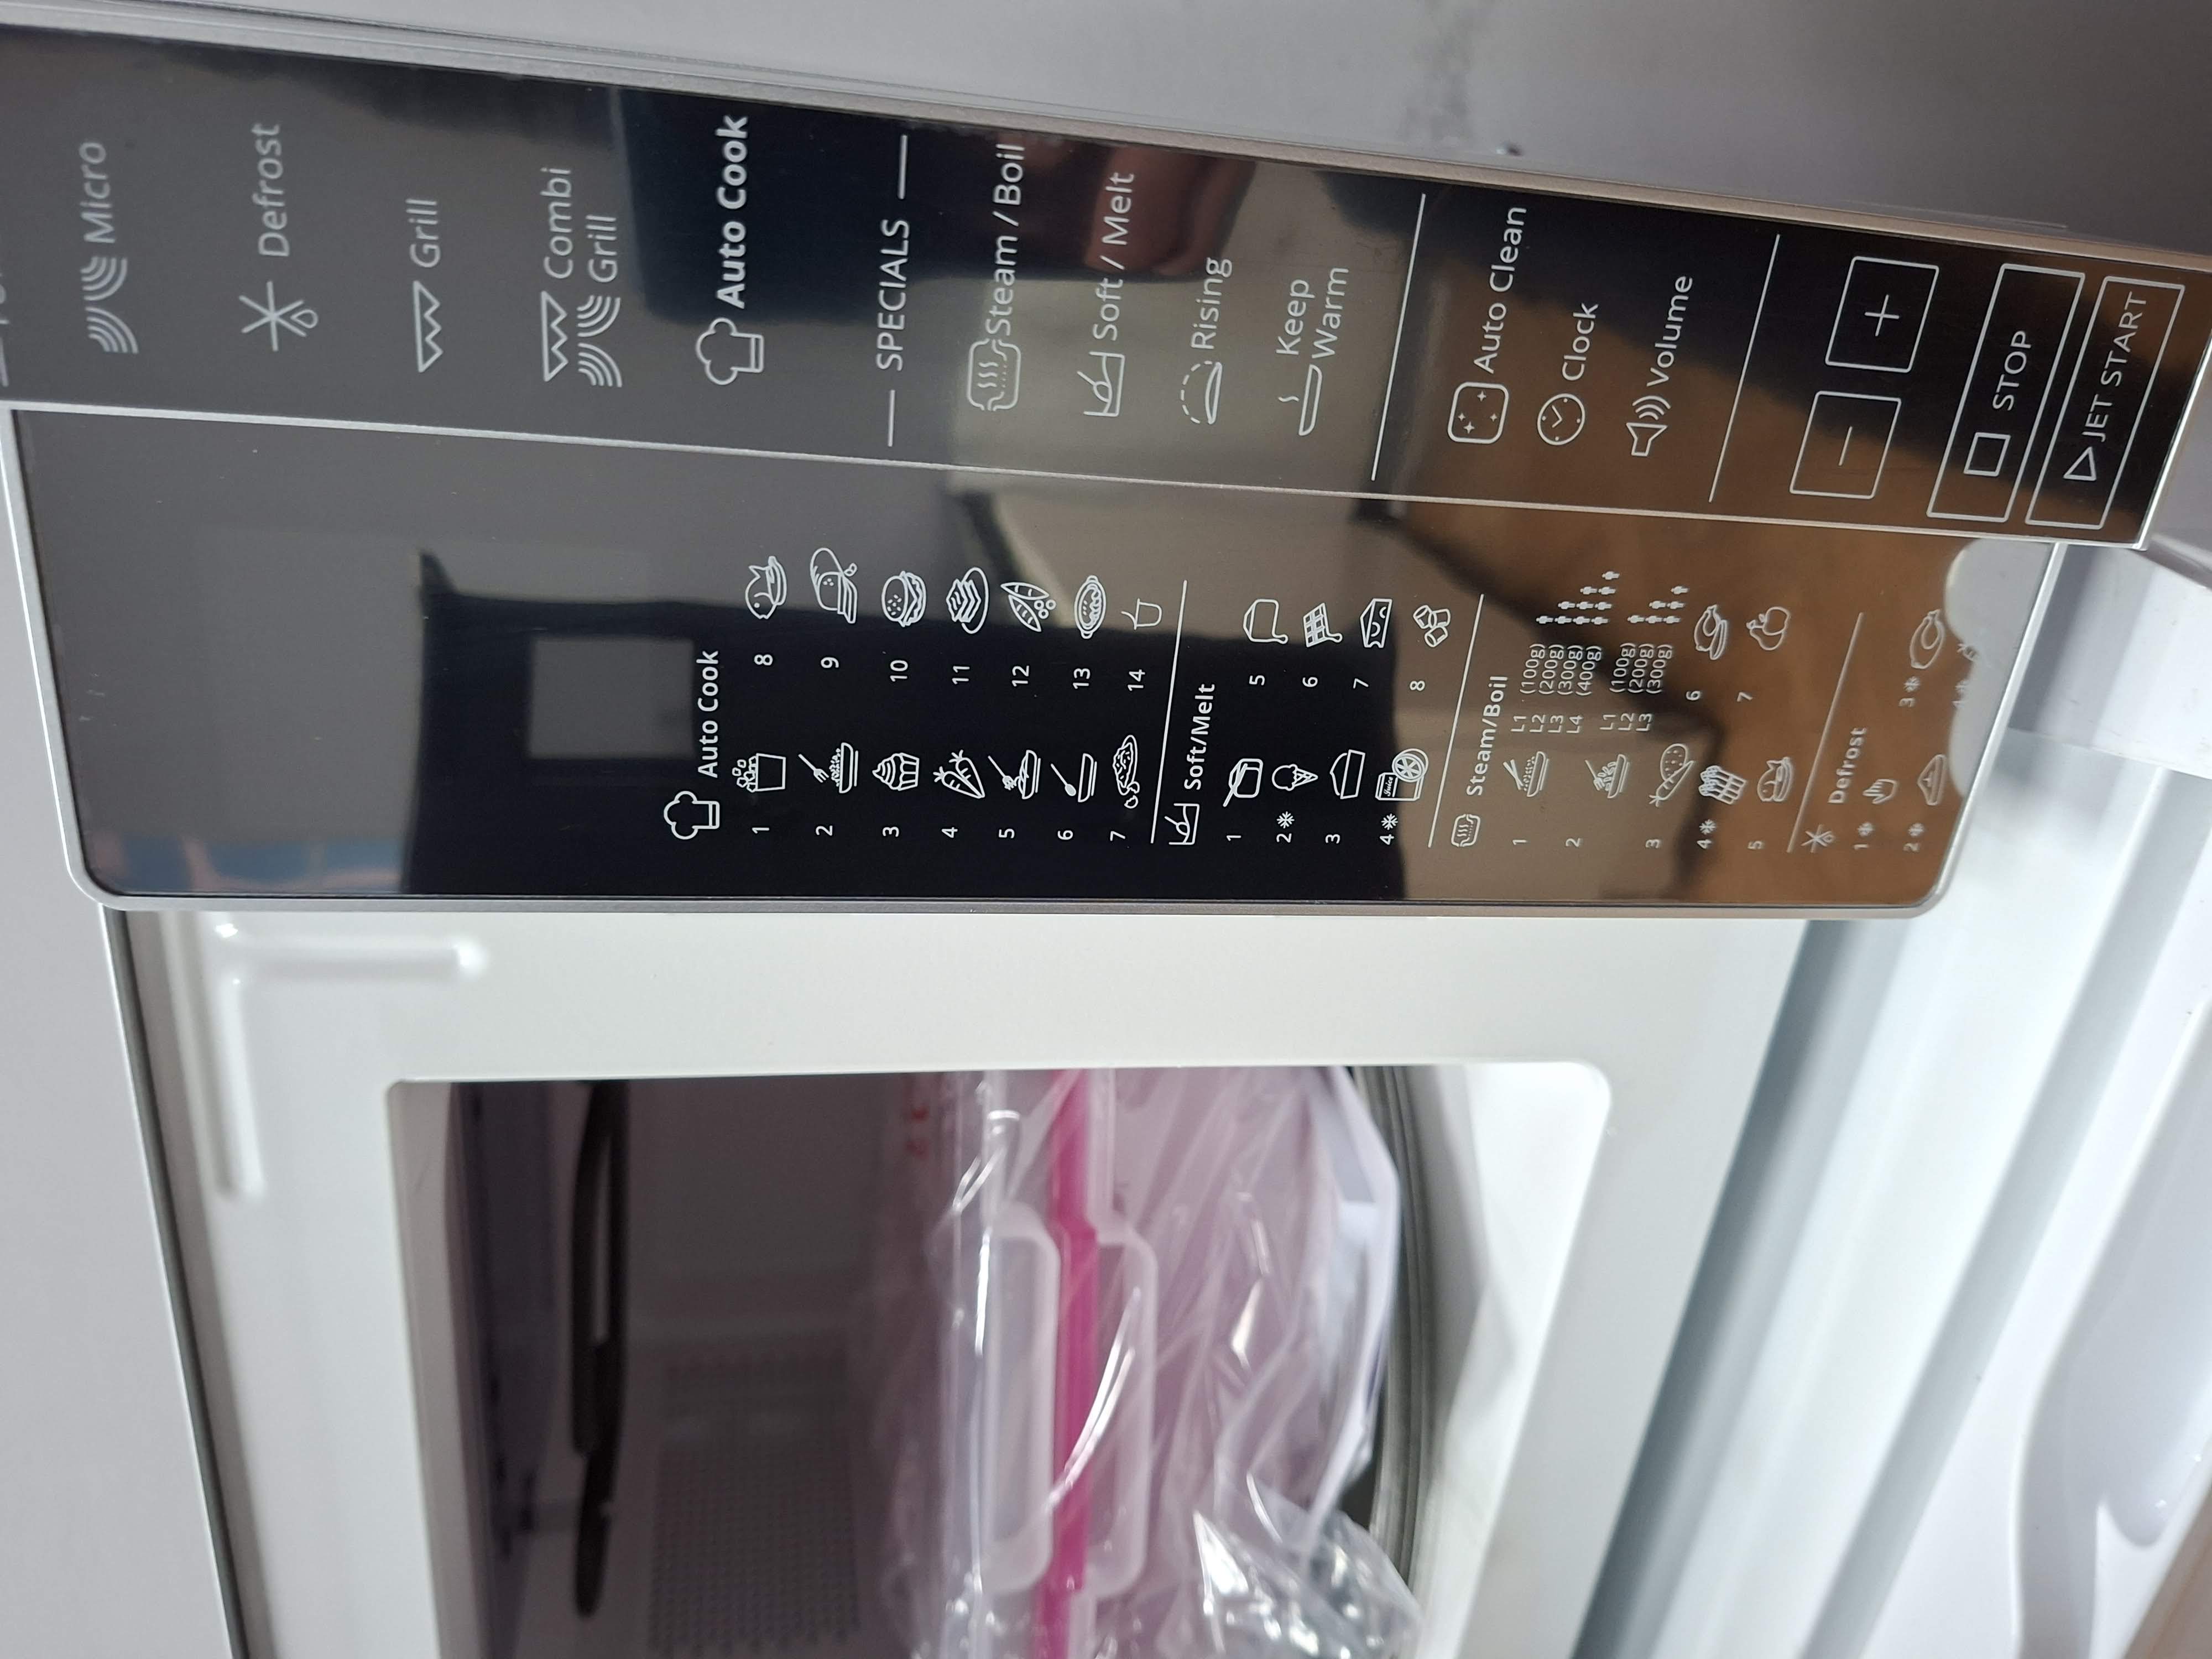 Micro
Defrost
Grill
Combi
Grill
Auto Cook
SPECIALS
Steam / Boil
Soft / Melt
Rising
Keep
Warm
Auto Clean
Clock
Volume
- +
STOP
JET START
Auto Cook
1 8
2 9
3 10
4 11
5 12
6 13
7 14
Soft/Melt
1 5
2 6
3 7
4 8
Steam/Boil
1 L1 (100g)
L2 (200g)
L3 (300g)
L4 (400g)
2 L1 (100g)
L2 (200g)
L3 (300g)
3
4 6
5 7
Defrost
1 3
2